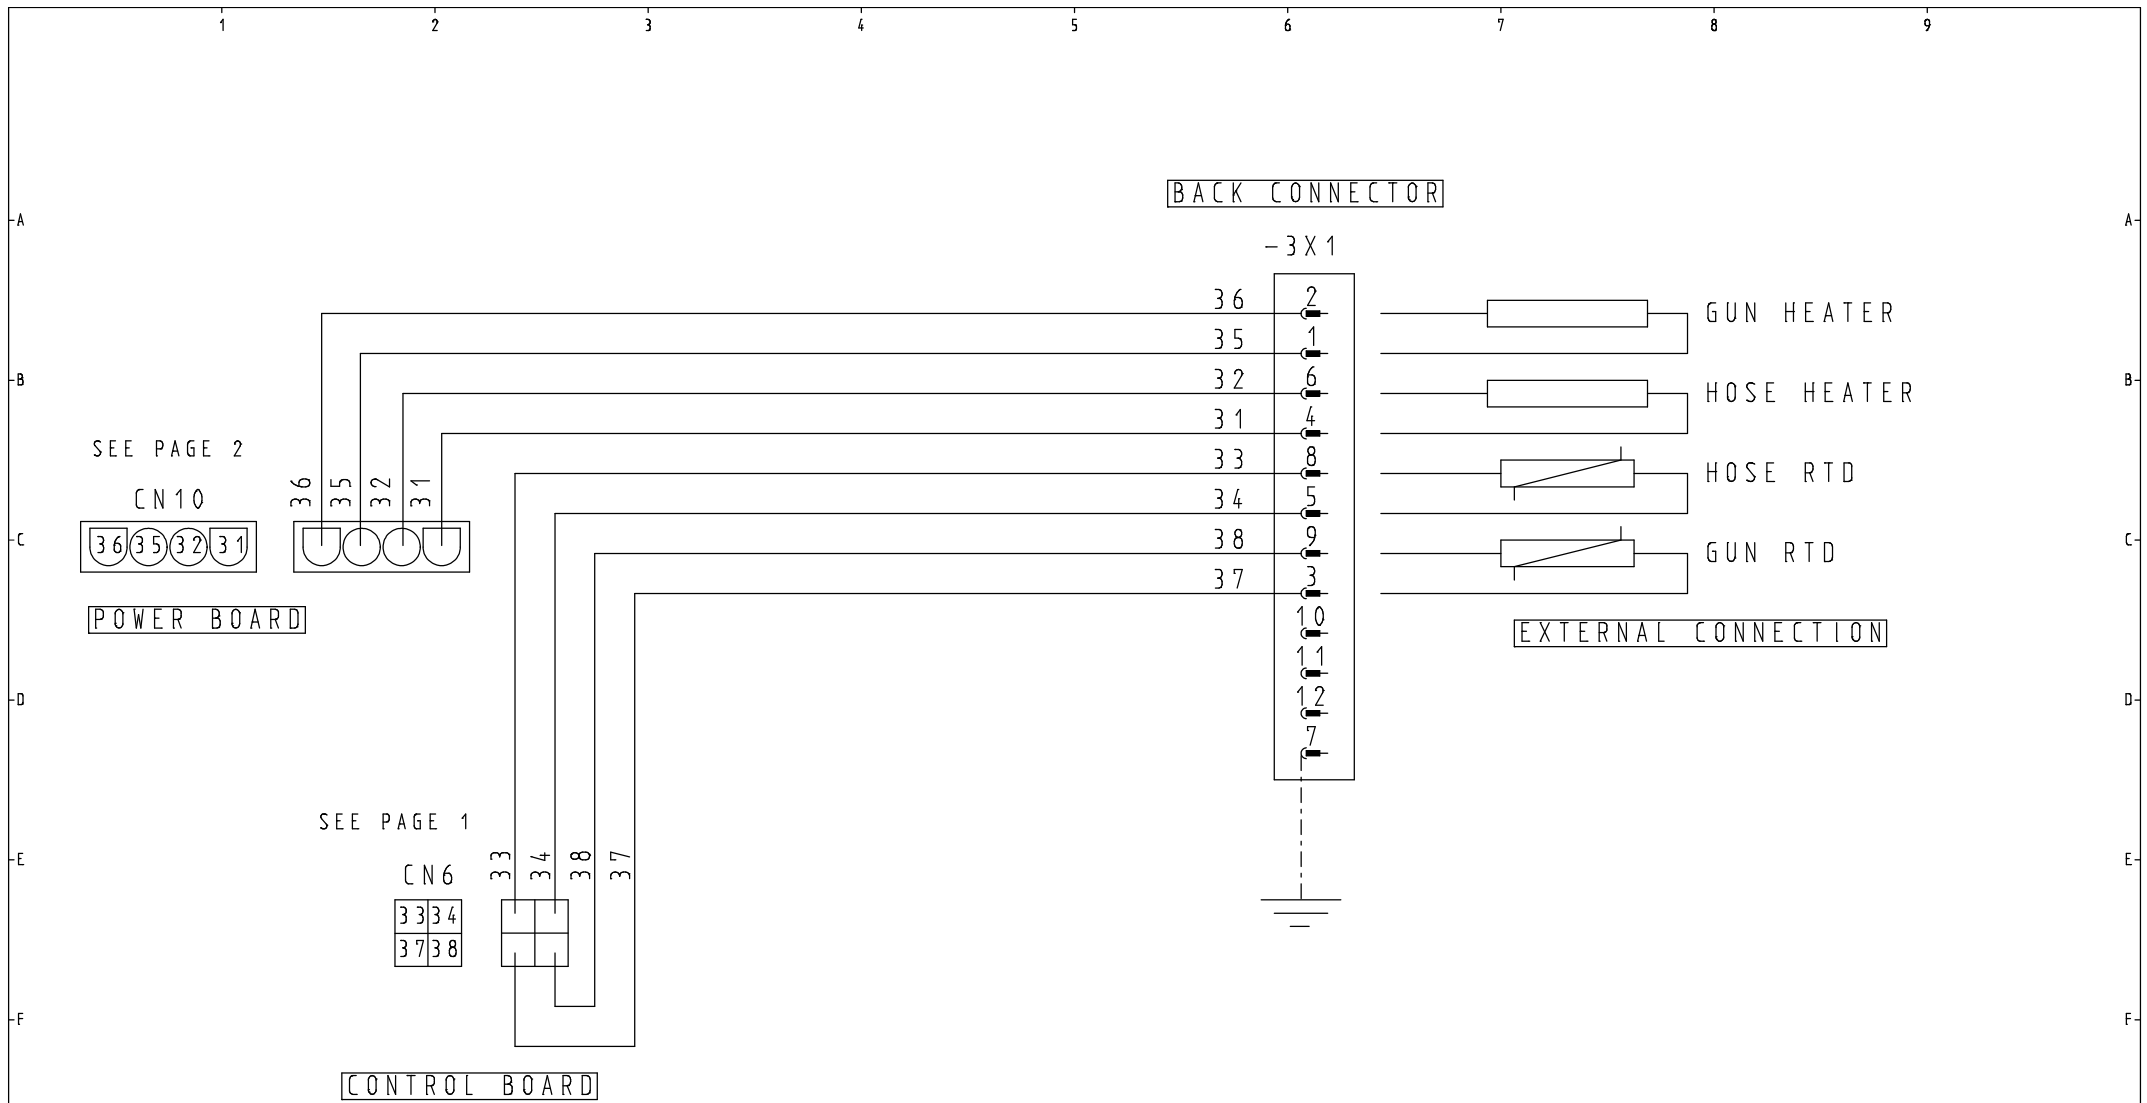 1 2 3 4 5 6 7 8 9
BACK CONNECTOR
A A
-3X1
36 2 GUN HEATER
35 1
B 32 6 HOSE HEATER B
31 4
SEE PAGE 2
33 8 HOSE RTD
CN10 36 35 32 31
34 5
C 36 35 32 31 C
38 9 GUN RTD
37 3
POWER BOARD
10 EXTERNAL CONNECTION
11
D 12 D
7
SEE PAGE 1
E 33 34 38 37 E
CN6
33 34
37 38
F F
CONTROL BOARD